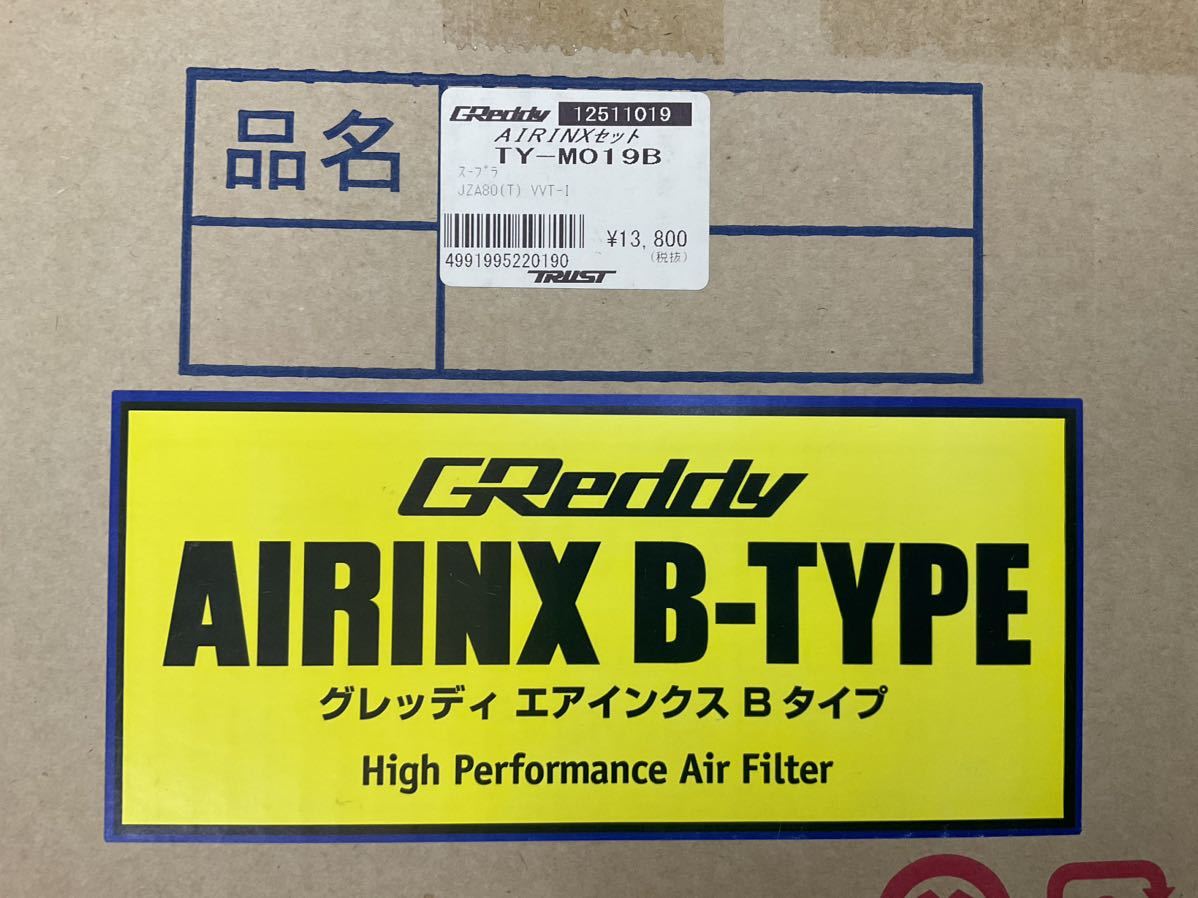 品名
GReddy 12511019
AIRINXセット
TY-M019B
スープラ
JZA80(T) VVT-I
¥13,800
(税抜)
4991995220190
TRUST
GReddy
AIRINX B-TYPE
グレッディ エアインクス B タイプ
High Performance Air Filter